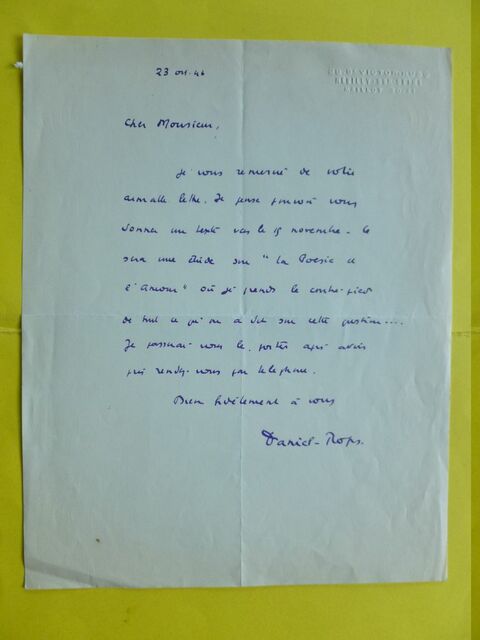 23 oct. 46
Cher Monsieur,
Je vous remercie de votre
aimable lettre. Je pense pouvoir vous
donner un texte vers le 15 novembre. Ce
sera une étude sur "La Poésie et
l'Amour" où je prends le contre-pied
de tout ce qu'on a dit sur cette question....
Je passerai vous le porter après avoir
pris rendez-vous par téléphone.
Bien fidèlement à vous
Daniel-Rops.